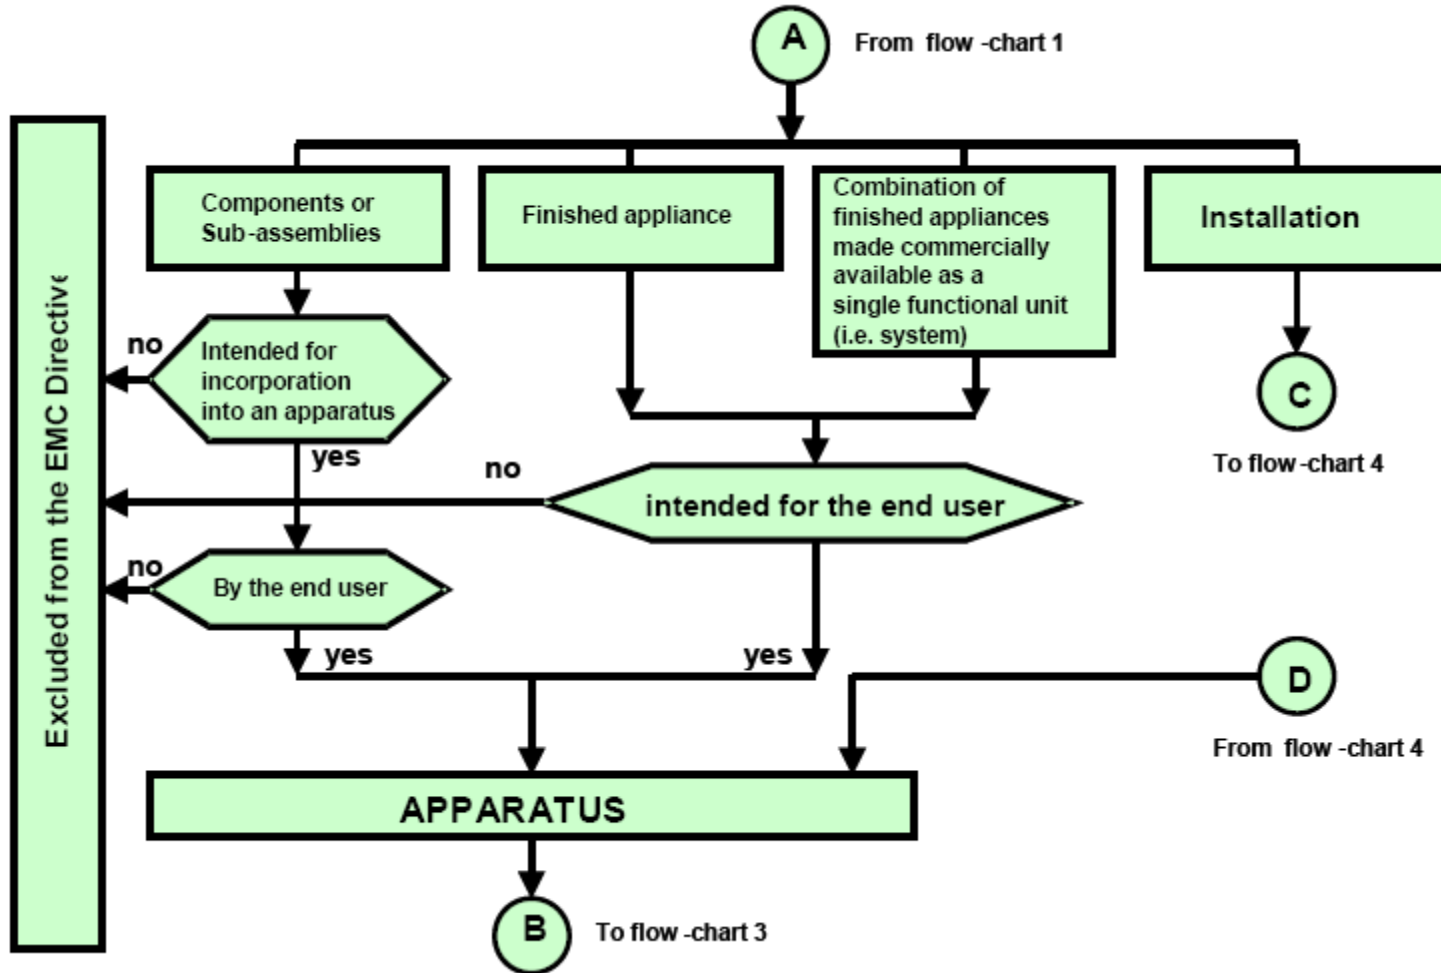 A
From flow-chart 1
Components or
Sub-assemblies
Finished appliance
Combination of
finished appliances
made commercially
available as a
single functional unit
(i.e. system)
Installation
no
Intended for
incorporation
into an apparatus
yes
no
intended for the end user
C
To flow-chart 4
no
By the end user
yes
yes
D
From flow-chart 4
APPARATUS
B
To flow-chart 3
Excluded from the EMC Directive